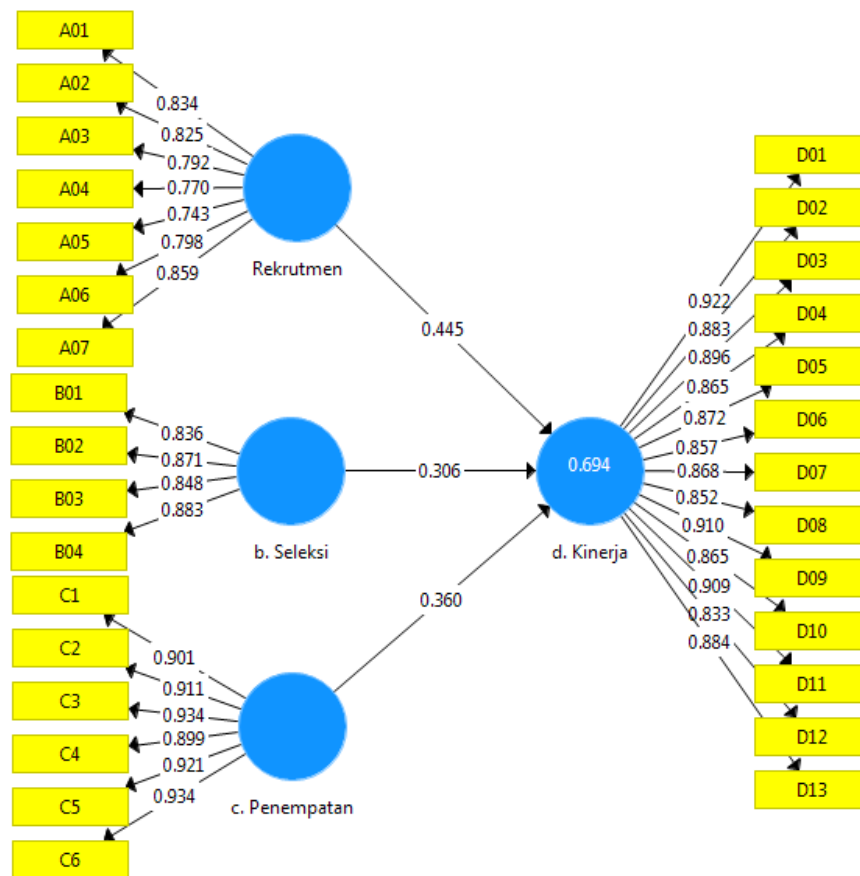 A01
A02
A03
A04
A05
A06
A07
0.834
0.825
0.792
0.770
0.743
0.798
0.859
Rekrutmen
0.445
B01
B02
B03
B04
0.836
0.871
0.848
0.883
b. Seleksi
0.306
C1
C2
C3
C4
C5
C6
0.901
0.911
0.934
0.899
0.921
0.934
c. Penempatan
0.360
0.694
d. Kinerja
0.922
0.883
0.896
0.865
0.872
0.857
0.868
0.852
0.910
0.865
0.909
0.833
0.884
D01
D02
D03
D04
D05
D06
D07
D08
D09
D10
D11
D12
D13